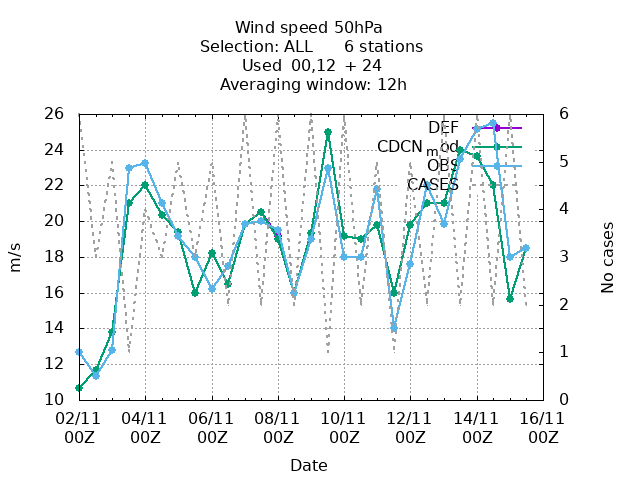 Wind speed 50hPa
Selection: ALL 6 stations
Used 00,12 + 24
Averaging window: 12h
26
24
22
20
18
16
14
12
10
m/s
6
5
4
3
2
1
0
No cases
DEF
CDCN mod
OBS
CASES
02/11 04/11 06/11 08/11 10/11 12/11 14/11 16/11
00Z 00Z 00Z 00Z 00Z 00Z 00Z 00Z
Date